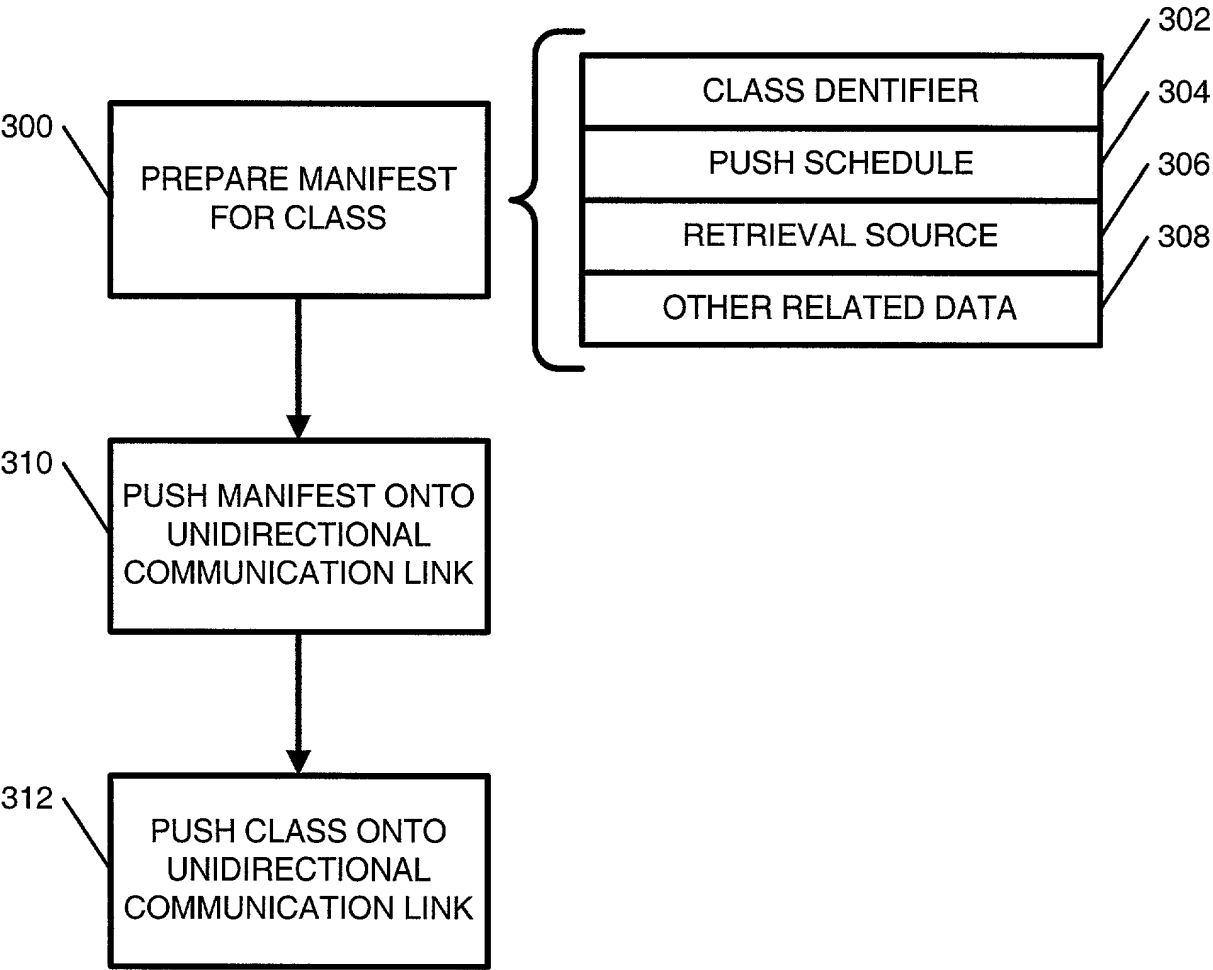 302
CLASS DENTIFIER
304
300
PUSH SCHEDULE
PREPARE MANIFEST
FOR CLASS
306
RETRIEVAL SOURCE
308
OTHER RELATED DATA
310
PUSH MANIFEST ONTO
UNIDIRECTIONAL
COMMUNICATION LINK
312
PUSH CLASS ONTO
UNIDIRECTIONAL
COMMUNICATION LINK